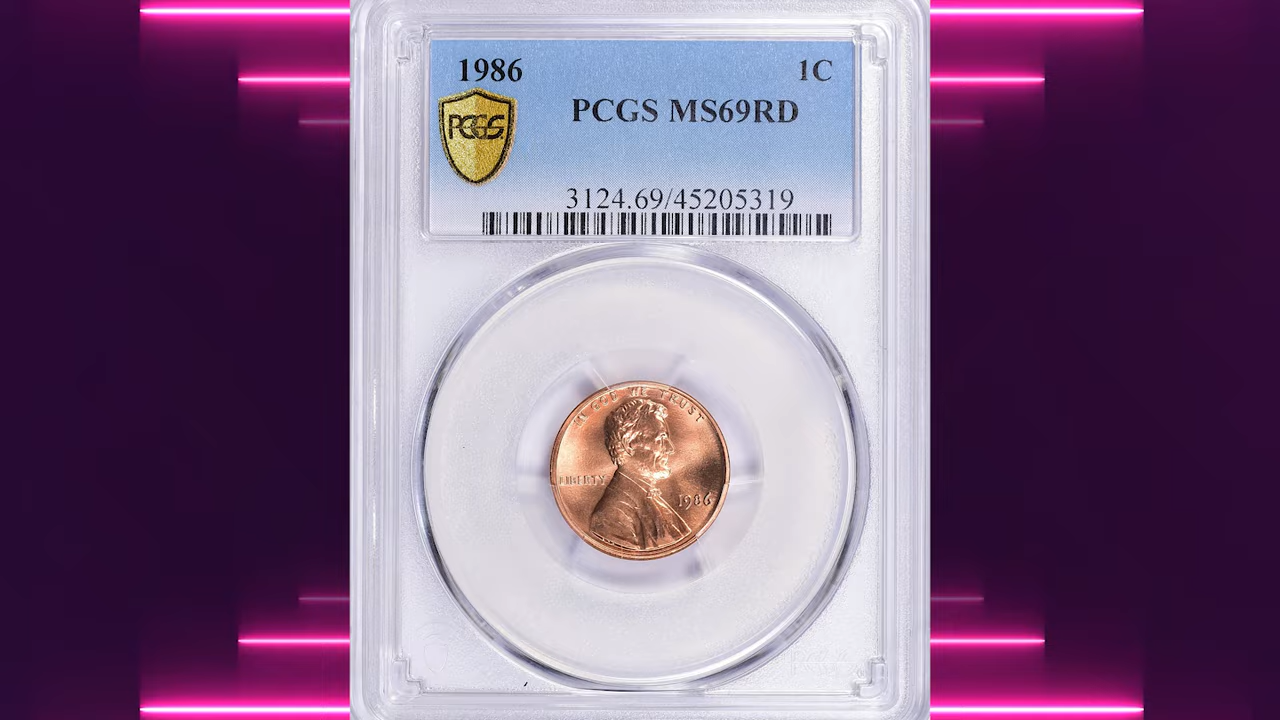 1986 1C
PCGS MS69RD
PCGS
3124.69/45205319
IN GOD WE TRUST
LIBERTY
1986